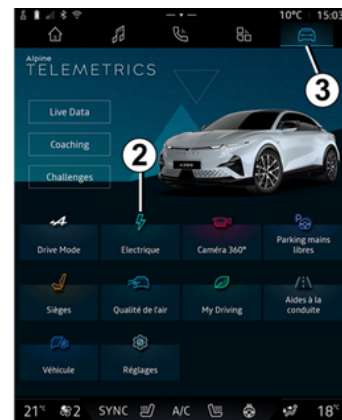 10°C 15:03
3
Alpine
TELEMETRICS
Live Data
Coaching
Challenges
2
Drive Mode
Electrique
Caméra 360°
Parking mains
libres
Sièges
Qualité de l'air
My Driving
Aides à la
conduite
Véhicule
Réglages
21° 2 SYNC A/C 18°